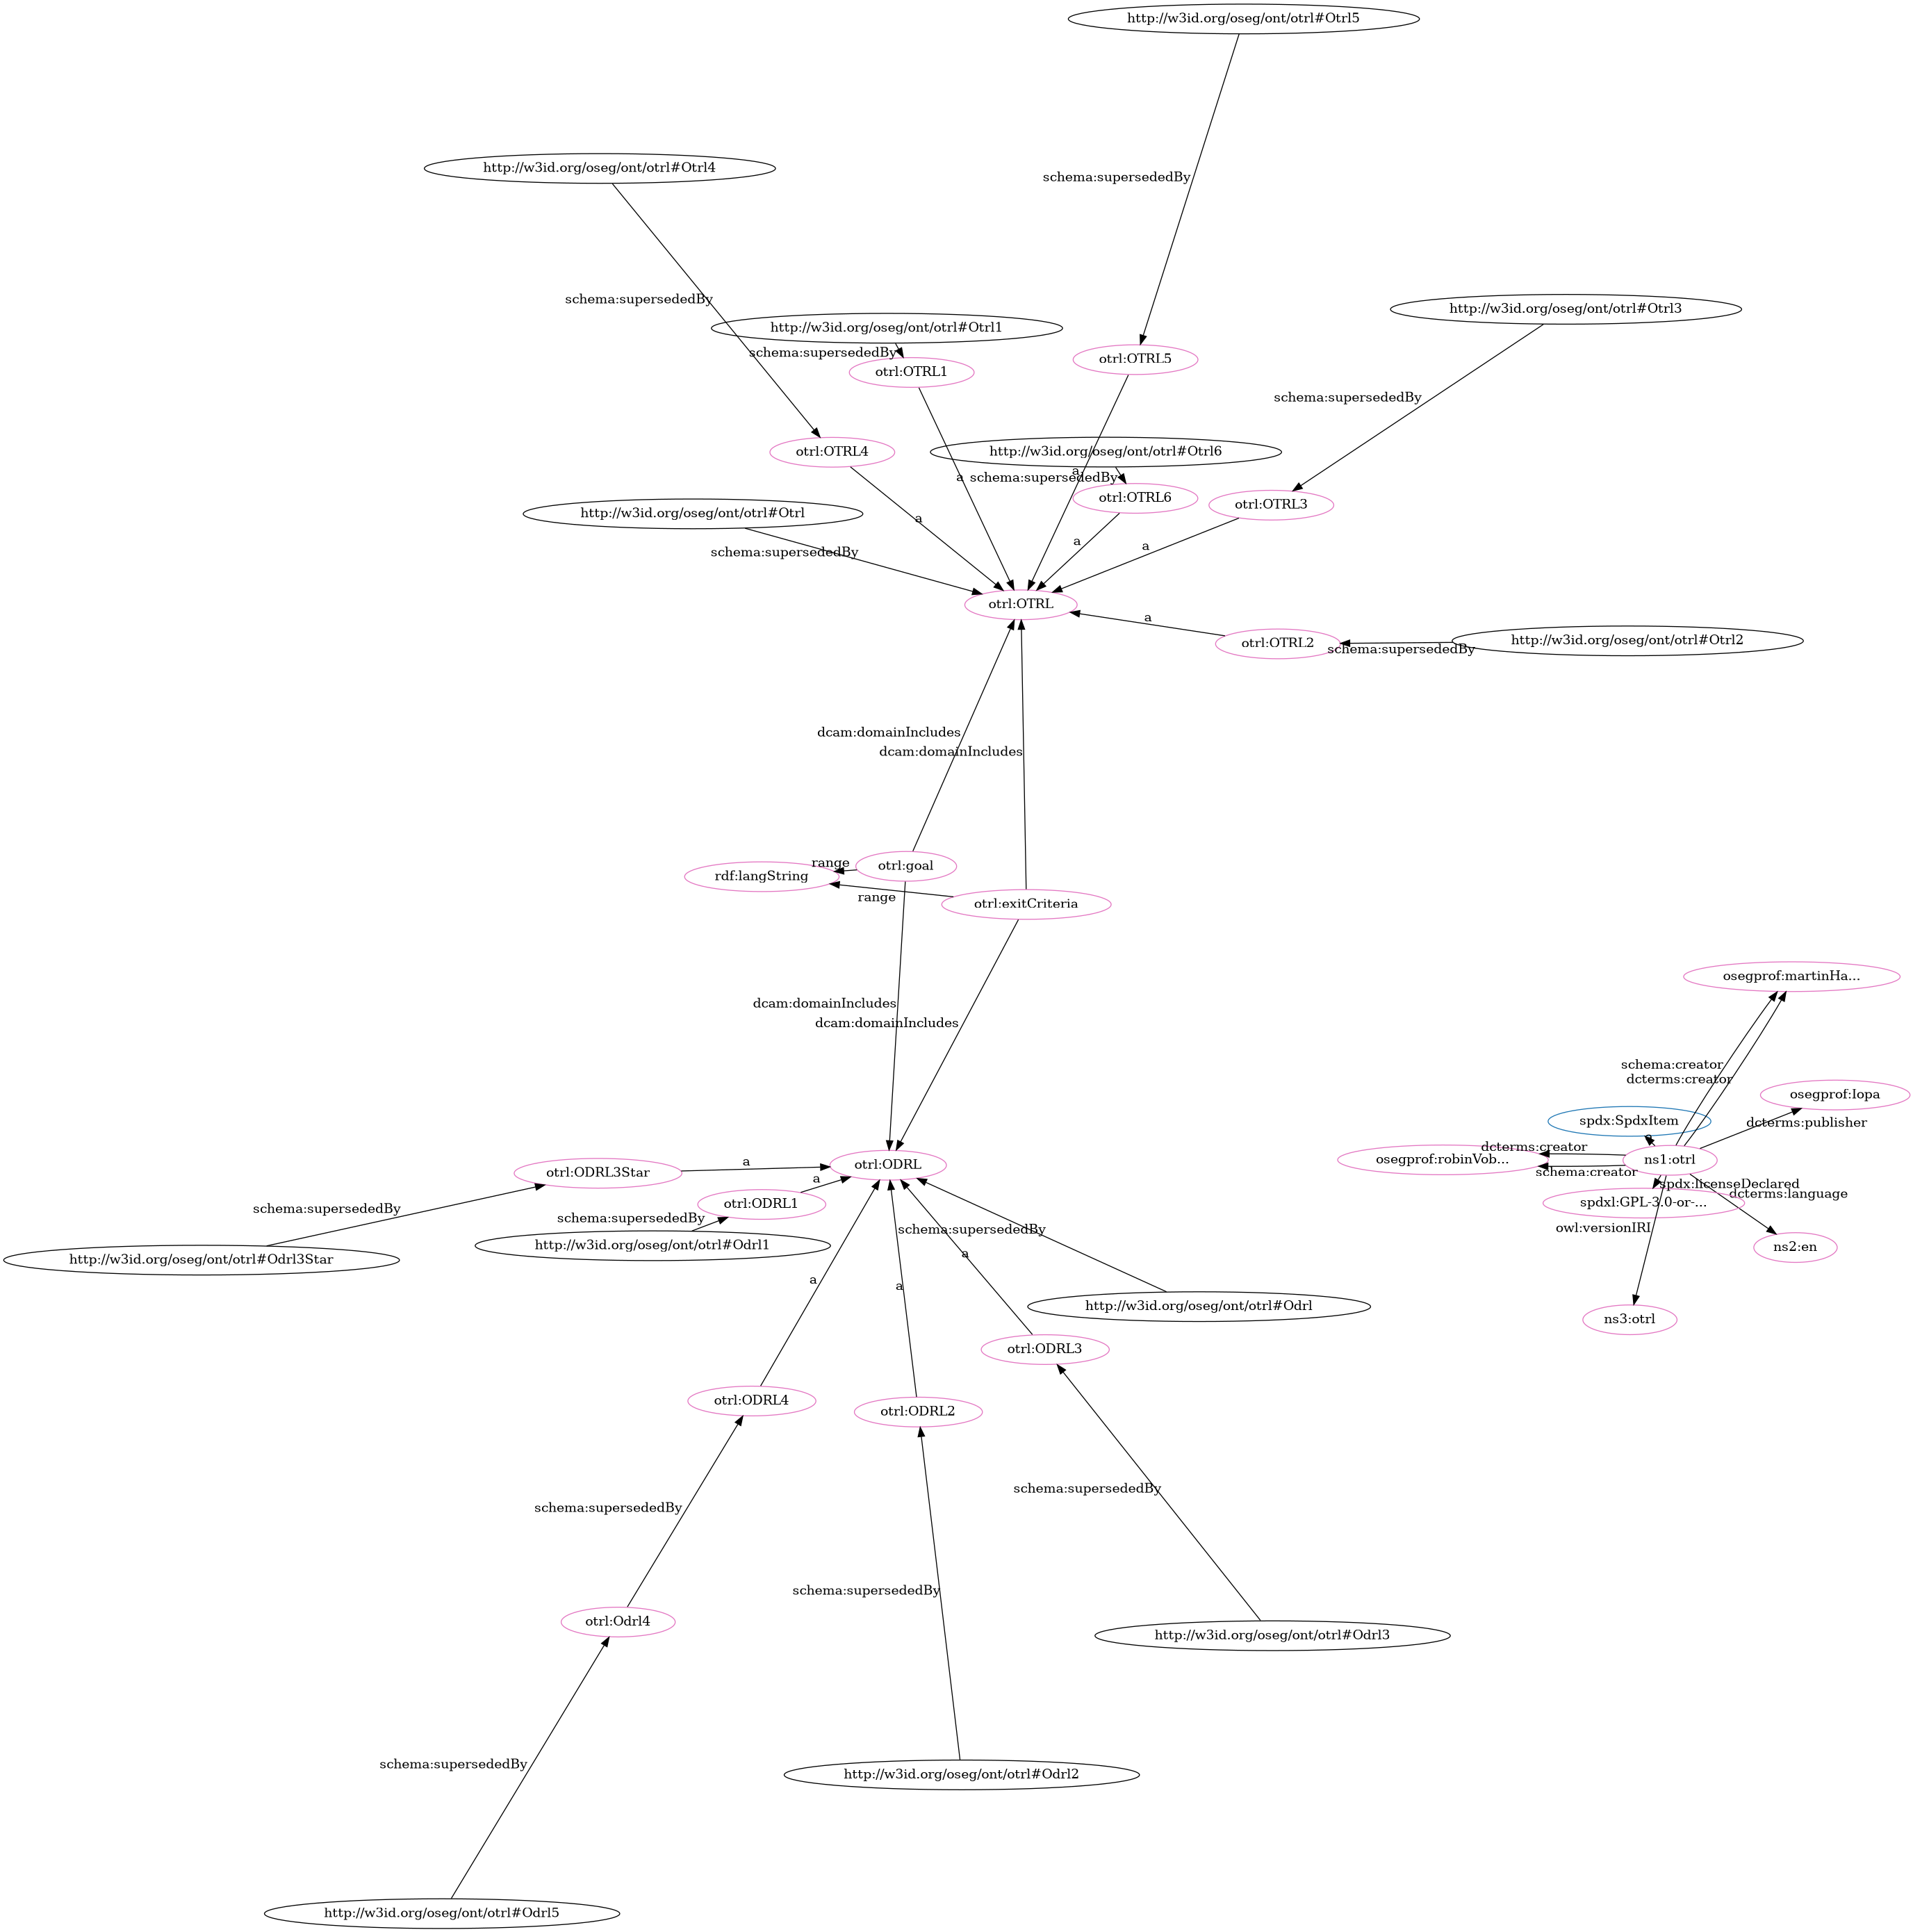 http://w3id.org/oseg/ont/otrl#Otrl5
http://w3id.org/oseg/ont/otrl#Otrl4
schema:supersededBy
schema:supersededBy
http://w3id.org/oseg/ont/otrl#Otrl3
http://w3id.org/oseg/ont/otrl#Otrl1
schema:supersededBy
otrl:OTRL5
otrl:OTRL1
schema:supersededBy
otrl:OTRL4
http://w3id.org/oseg/ont/otrl#Otrl6
a
a
schema:supersededBy
otrl:OTRL6
otrl:OTRL3
http://w3id.org/oseg/ont/otrl#Otrl
a
a
a
schema:supersededBy
otrl:OTRL
a
otrl:OTRL2
http://w3id.org/oseg/ont/otrl#Otrl2
schema:supersededBy
dcam:domainIncludes
dcam:domainIncludes
range
otrl:goal
rdf:langString
range
otrl:exitCriteria
osegprof:martinHa...
dcam:domainIncludes
dcam:domainIncludes
schema:creator
dcterms:creator
osegprof:Iopa
spdx:SpdxItem
dcterms:publisher
a
dcterms:creator
osegprof:robinVob...
ns1:otrl
schema:creator
spdx:licenseDeclared
dcterms:language
spdxl:GPL-3.0-or-...
owl:versionIRI
ns2:en
ns3:otrl
otrl:ODRL
a
otrl:ODRL3Star
a
otrl:ODRL1
schema:supersededBy
schema:supersededBy
schema:supersededBy
http://w3id.org/oseg/ont/otrl#Odrl1
http://w3id.org/oseg/ont/otrl#Odrl3Star
a
a
a
http://w3id.org/oseg/ont/otrl#Odrl
otrl:ODRL3
otrl:ODRL4
otrl:ODRL2
schema:supersededBy
schema:supersededBy
schema:supersededBy
otrl:Odrl4
http://w3id.org/oseg/ont/otrl#Odrl3
schema:supersededBy
http://w3id.org/oseg/ont/otrl#Odrl2
http://w3id.org/oseg/ont/otrl#Odrl5